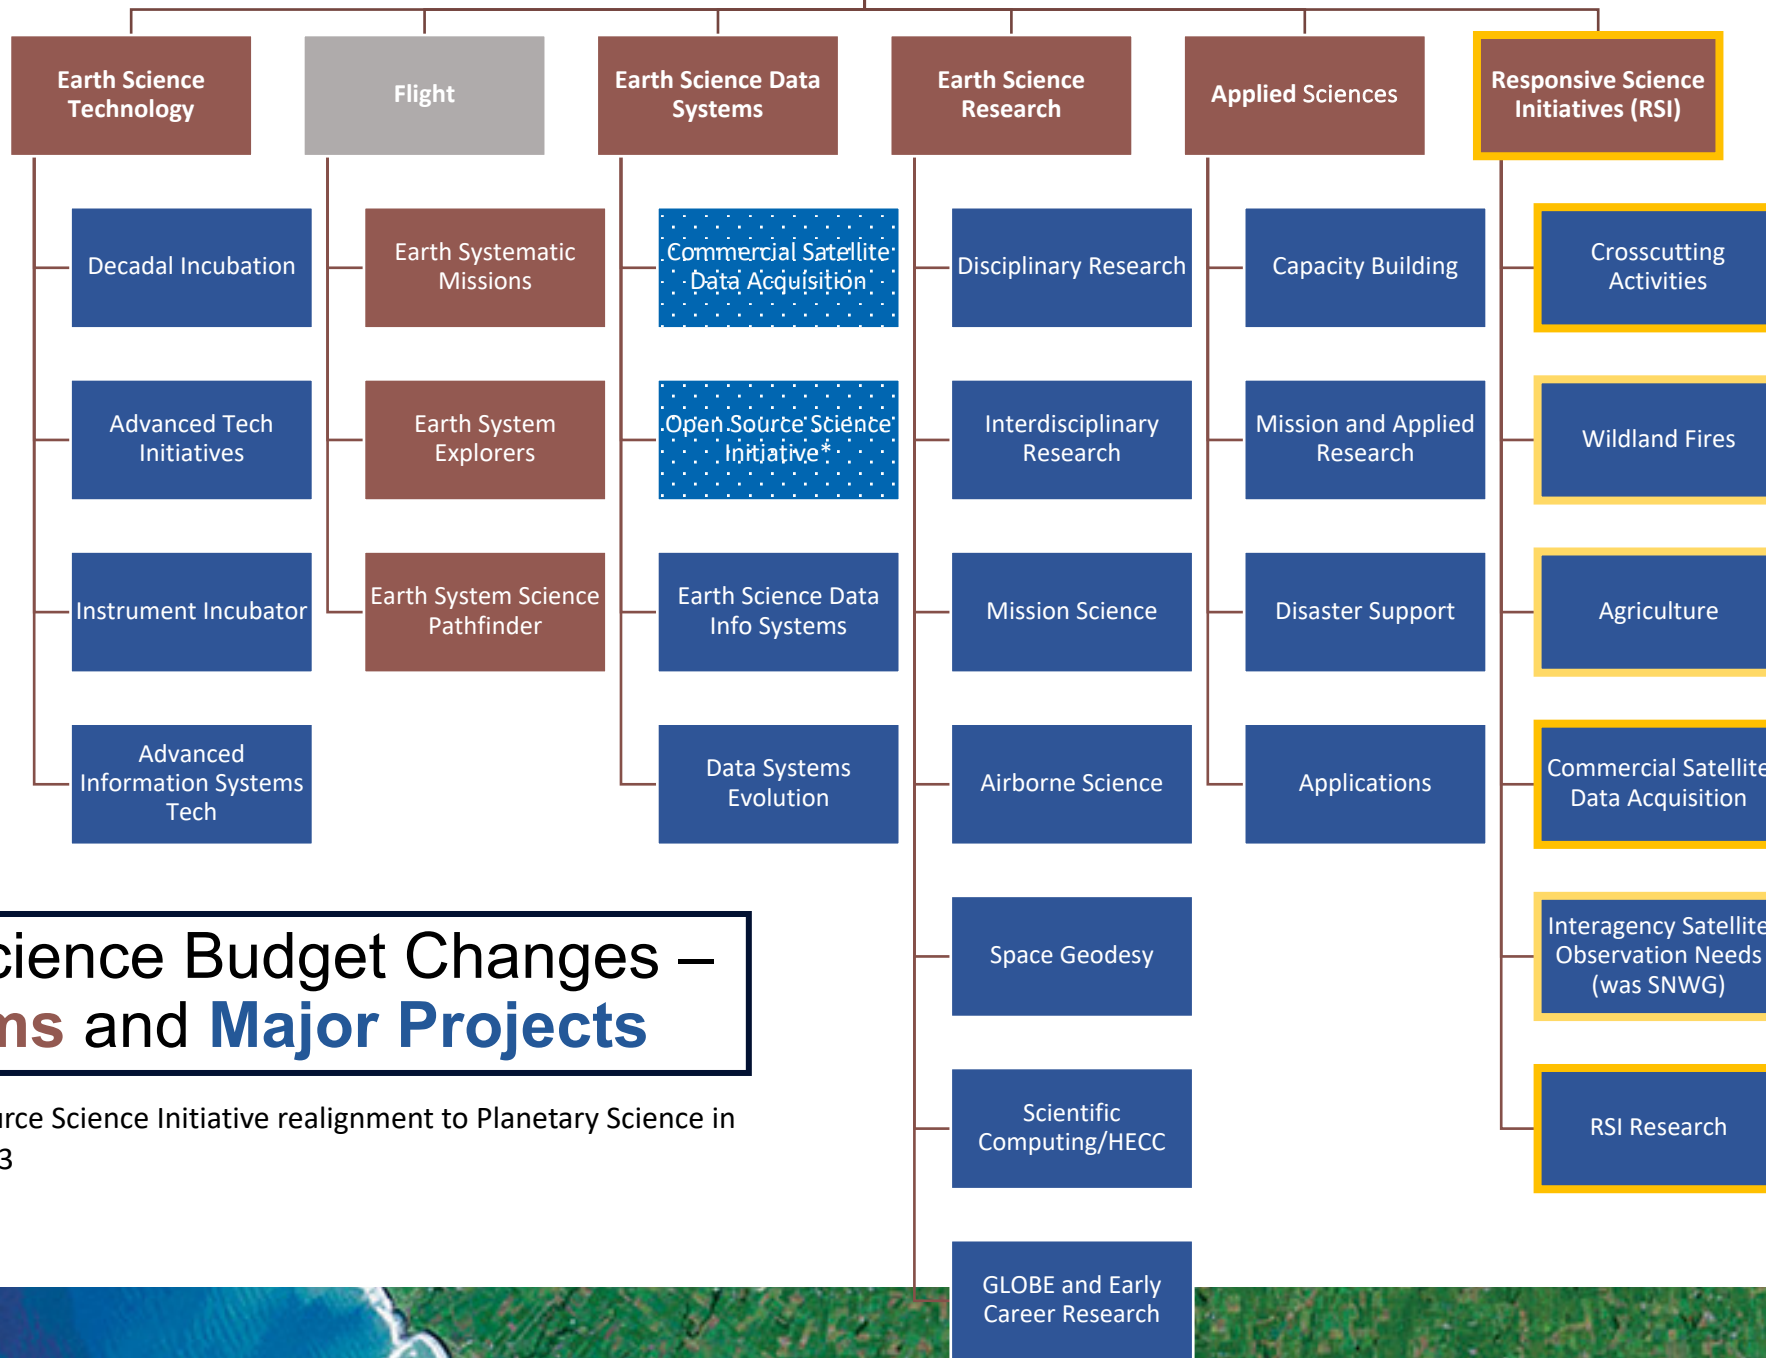 Earth Science
Technology
Flight
Earth Science Data
Systems
Earth Science
Research
Applied Sciences
Responsive Science
Initiatives (RSI)
Decadal Incubation
Advanced Tech
Initiatives
Instrument Incubator
Advanced
Information Systems
Tech
Earth Systematic
Missions
Earth System
Explorers
Earth System Science
Pathfinder
Commercial Satellite
Data Acquisition
Open Source Science
Initiative*
Earth Science Data
Info Systems
Data Systems
Evolution
Disciplinary Research
Interdisciplinary
Research
Mission Science
Airborne Science
Space Geodesy
Scientific
Computing/HECC
GLOBE and Early
Career Research
Capacity Building
Mission and Applied
Research
Disaster Support
Applications
Crosscutting
Activities
Wildland Fires
Agriculture
Commercial Satellite
Data Acquisition
Interagency Satellite
Observation Needs
(was SNWG)
RSI Research
cience Budget Changes –
ms and Major Projects
urce Science Initiative realignment to Planetary Science in
3